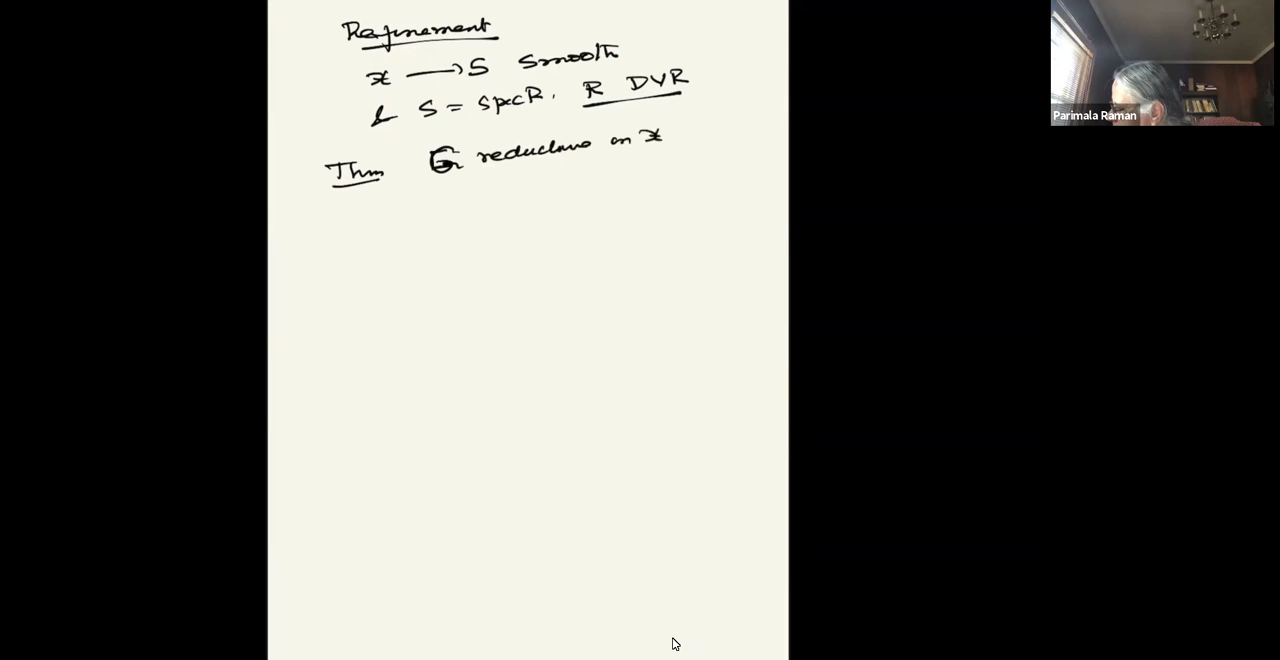 Refinement
𝔛 ⟶ S smooth
& S = spec R. R DVR
Thm G reductive on 𝔛
Parimala Raman